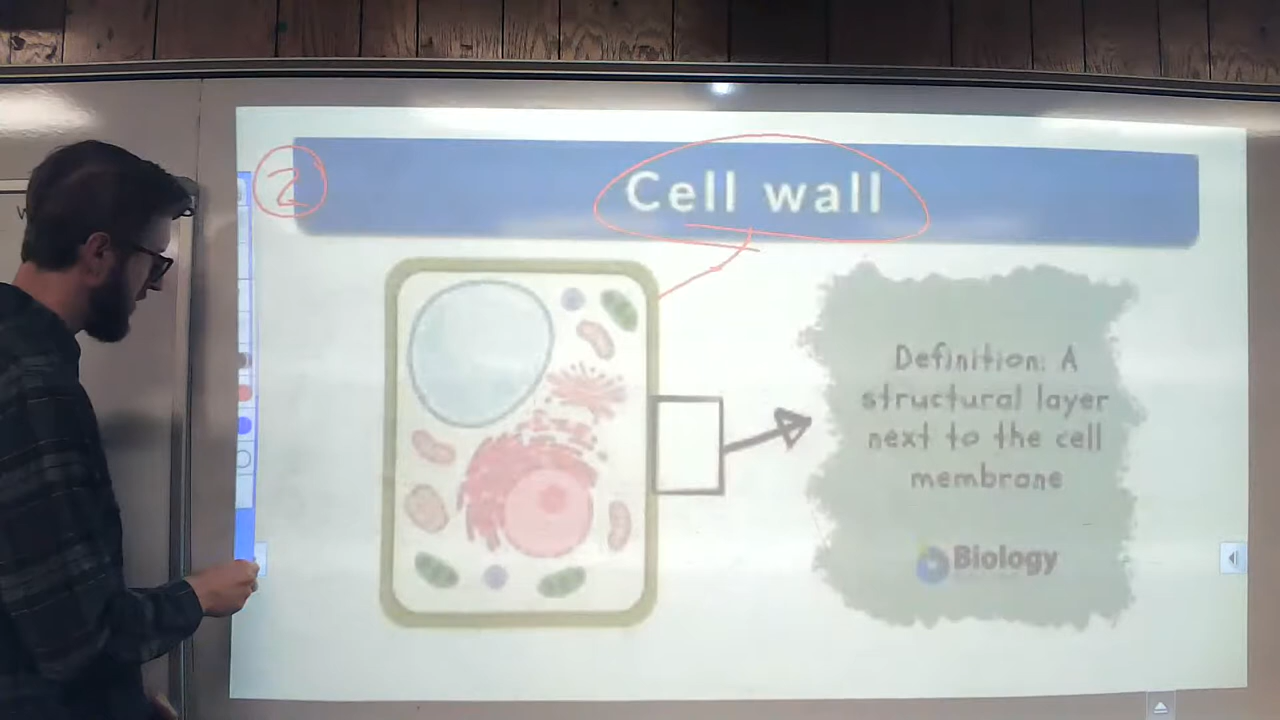 2
Cell wall
Definition: A
structural layer
next to the cell
membrane
Biology